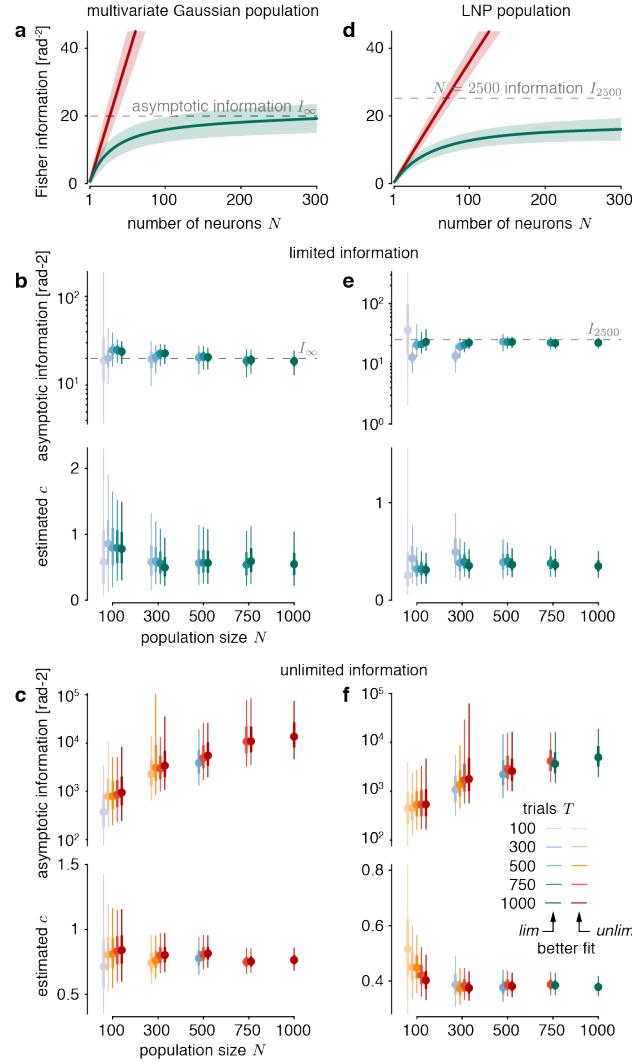 multivariate Gaussian population
LNP population
a
d
Fisher information [rad⁻²]
40
20
0
asymptotic information I∞
1
100
200
300
number of neurons N
40
20
0
N = 2500 information I2500
1
100
200
300
number of neurons N
limited information
b
e
asymptotic information [rad-2]
10²
10¹
I∞
10²
10¹
10⁰
I2500
estimated c
2
1
0
100
300
500
750
1000
population size N
1
0
100
300
500
750
1000
unlimited information
c
f
asymptotic information [rad-2]
10⁵
10⁴
10³
10²
10⁵
10⁴
10³
10²
trials T
100
300
500
750
1000
lim
unlim
better fit
estimated c
1.5
1
0.5
100
300
500
750
1000
population size N
0.8
0.6
0.4
100
300
500
750
1000
population size N